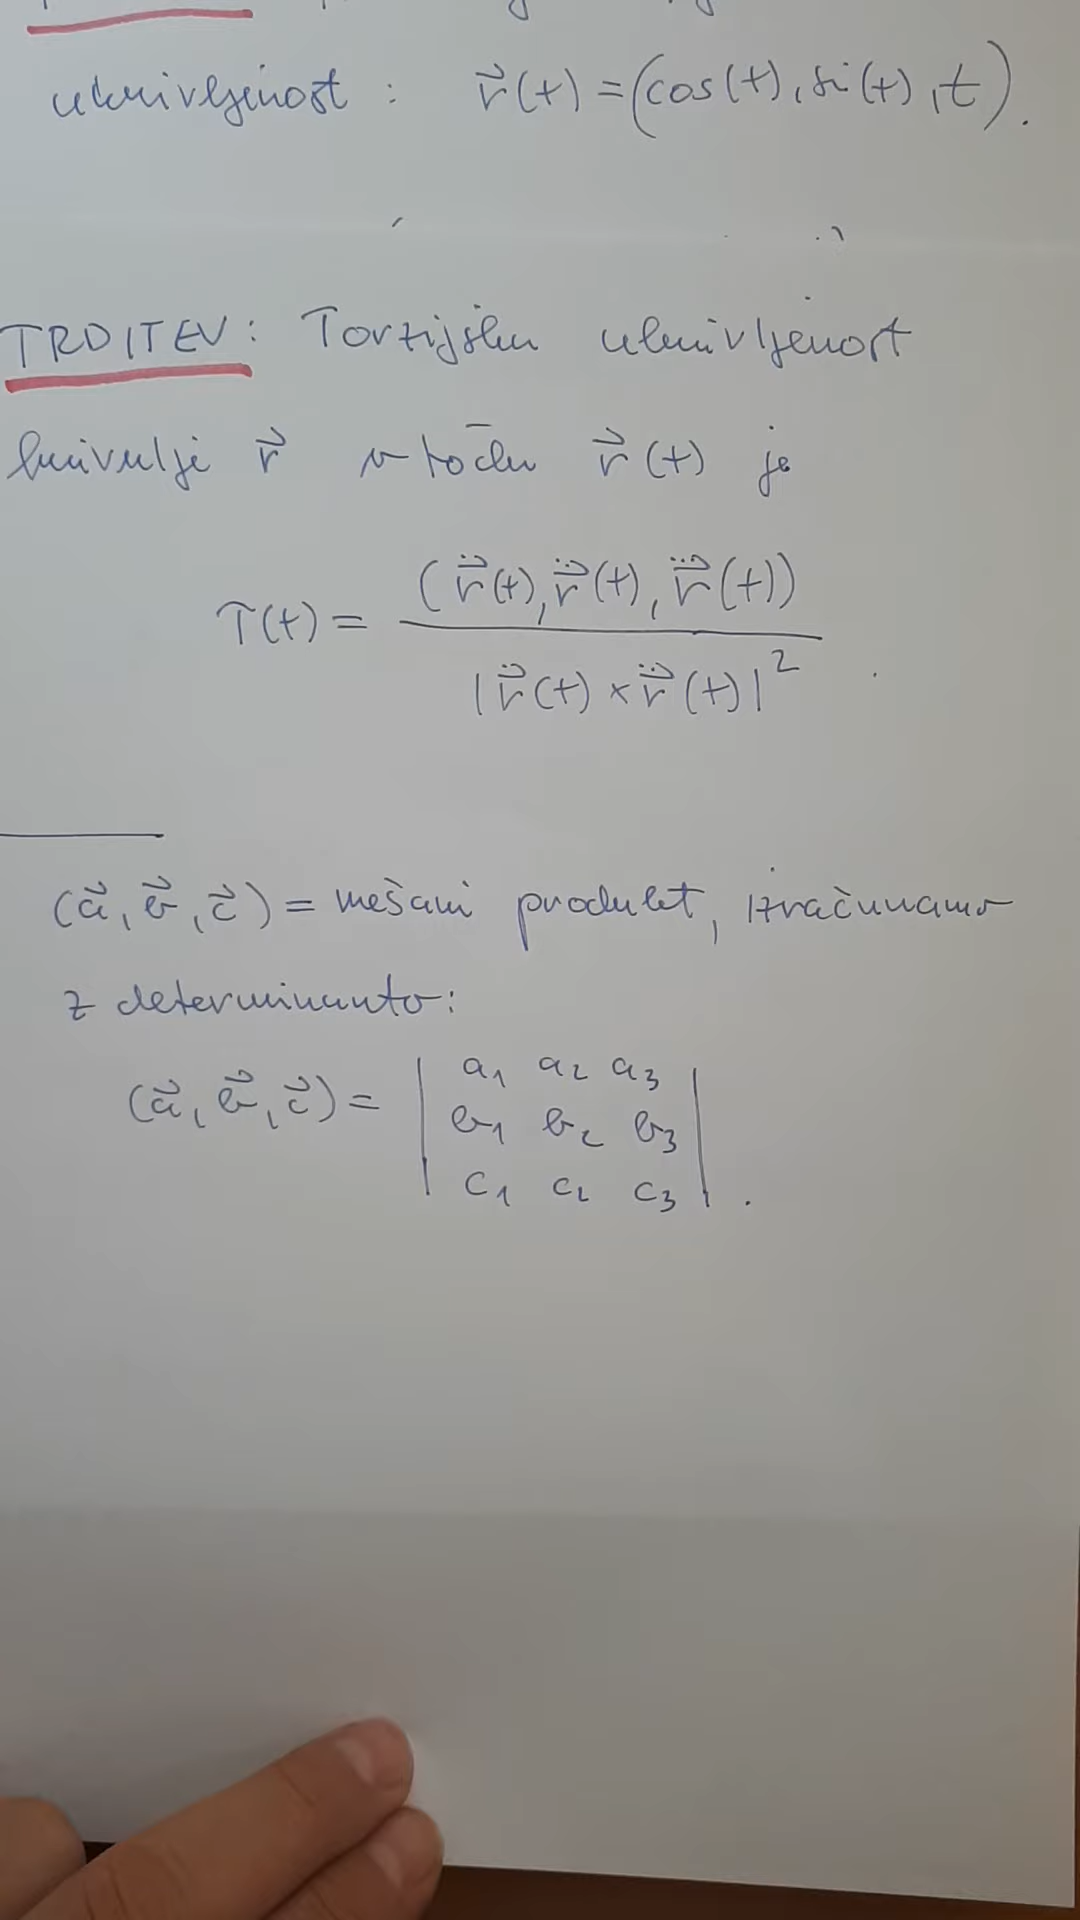 ukrivljenost : r⃗(t) = (cos(t), si(t), t).
TRDITEV: Torzijska ukrivljenost
krivulje r⃗ v točki r⃗(t) je
τ(t) = (ṙ⃗(t), r̈⃗(t), r⃛⃗(t)) / |ṙ⃗(t) × r̈⃗(t)|²
(a⃗, b⃗, c⃗) = mešani produkt, izračunamo
z determinanto:
(a⃗, b⃗, c⃗) = | a₁ a₂ a₃
b₁ b₂ b₃
c₁ c₂ c₃ | .